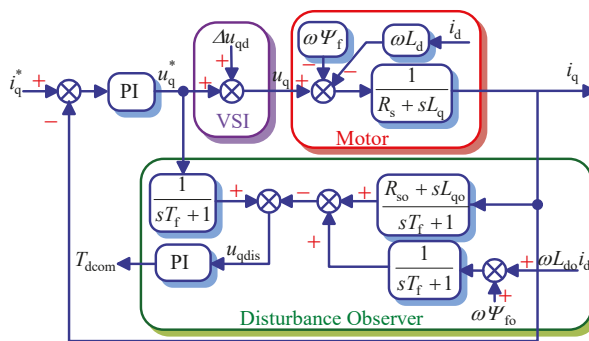 Δu_qd
ωΨ_f
ωL_d
i_d
i_q^*
+
PI
u_q^*
+
+
u_q
+
−
−
1/(R_s + sL_q)
i_q
−
VSI
Motor
1/(sT_f + 1)
+
−
+
(R_so + sL_qo)/(sT_f + 1)
+
T_dcom
PI
u_qdis
1/(sT_f + 1)
+
ωL_do i_d
+
ωΨ_fo
Disturbance Observer